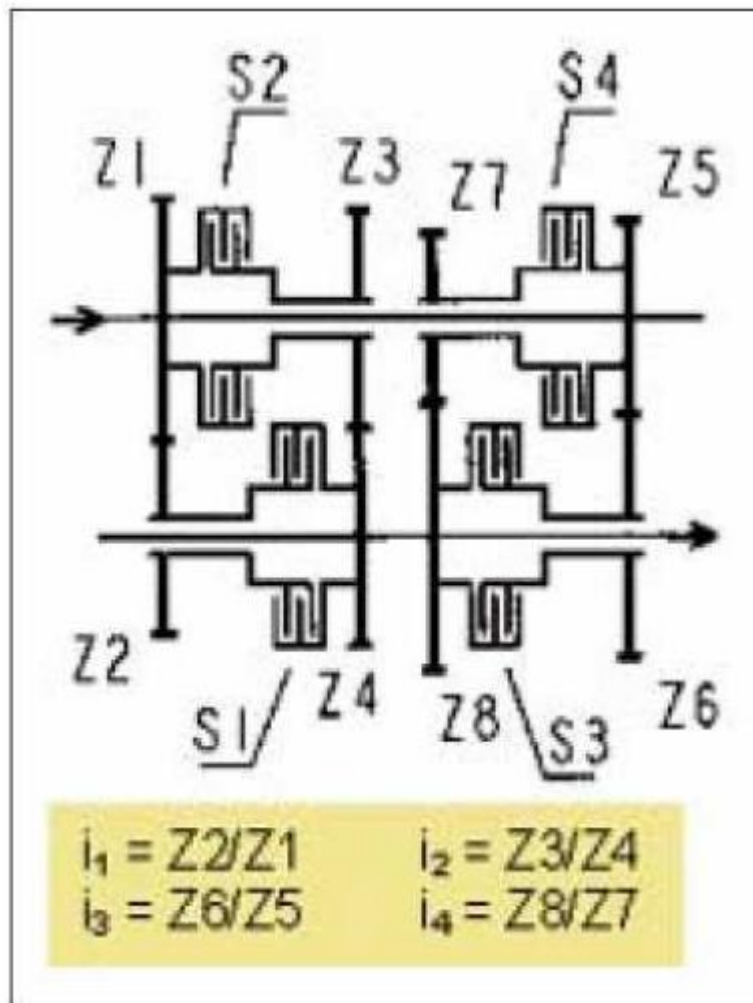 S2 S4
Z1 Z3 Z7 Z5
Z2 Z4 Z8 Z6
S1 S3
i₁ = Z2/Z1 i₂ = Z3/Z4
i₃ = Z6/Z5 i₄ = Z8/Z7